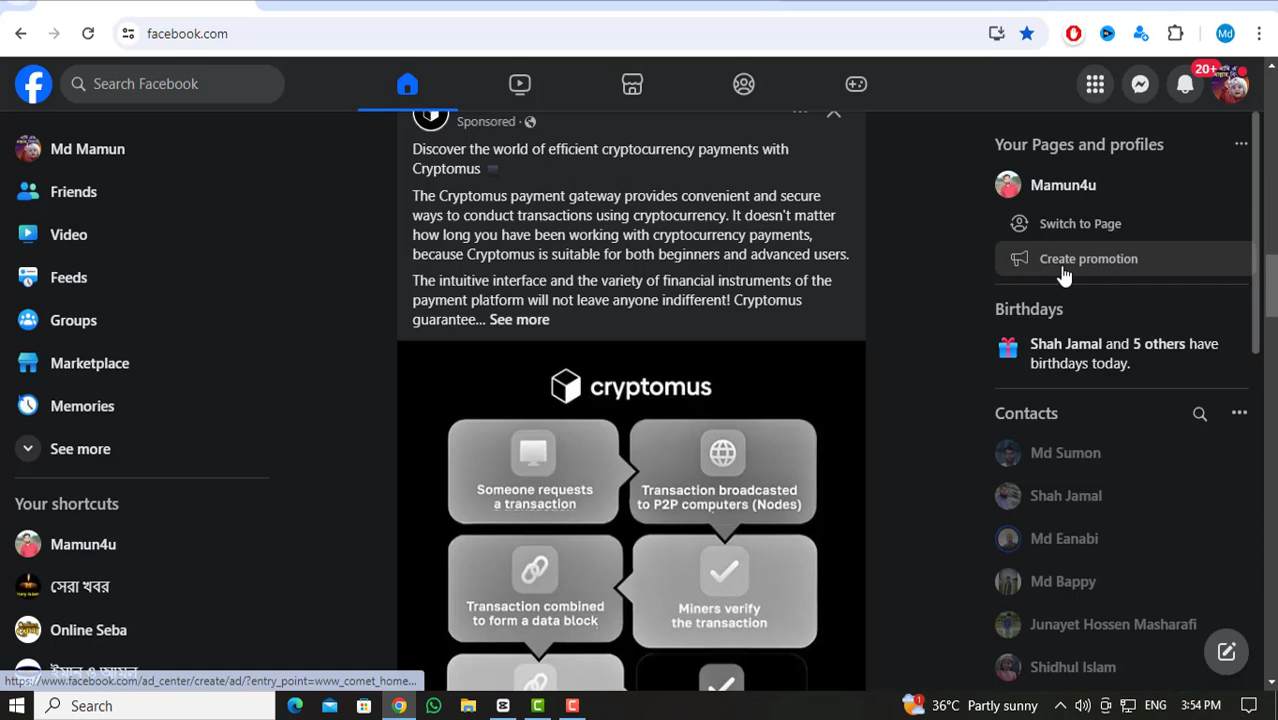 facebook.com
Md
Search Facebook
20+
Md Mamun
Friends
Video
Feeds
Groups
Marketplace
Memories
See more
Your shortcuts
Mamun4u
সেরা খবর
Online Seba
ইমান ও আমল
Sponsored ·
Discover the world of efficient cryptocurrency payments with
Cryptomus
The Cryptomus payment gateway provides convenient and secure
ways to conduct transactions using cryptocurrency. It doesn't matter
how long you have been working with cryptocurrency payments,
because Cryptomus is suitable for both beginners and advanced users.
The intuitive interface and the variety of financial instruments of the
payment platform will not leave anyone indifferent! Cryptomus
guarantee... See more
cryptomus
Someone requests
a transaction
Transaction broadcasted
to P2P computers (Nodes)
Transaction combined
to form a data block
Miners verify
the transaction
Your Pages and profiles
Mamun4u
Switch to Page
Create promotion
Birthdays
Shah Jamal and 5 others have
birthdays today.
Contacts
Md Sumon
Shah Jamal
Md Eanabi
Md Bappy
Junayet Hossen Masharafi
Shidhul Islam
https://www.facebook.com/ad_center/create/ad/?entry_point=www_comet_home...
Search
36°C Partly sunny
ENG
3:54 PM